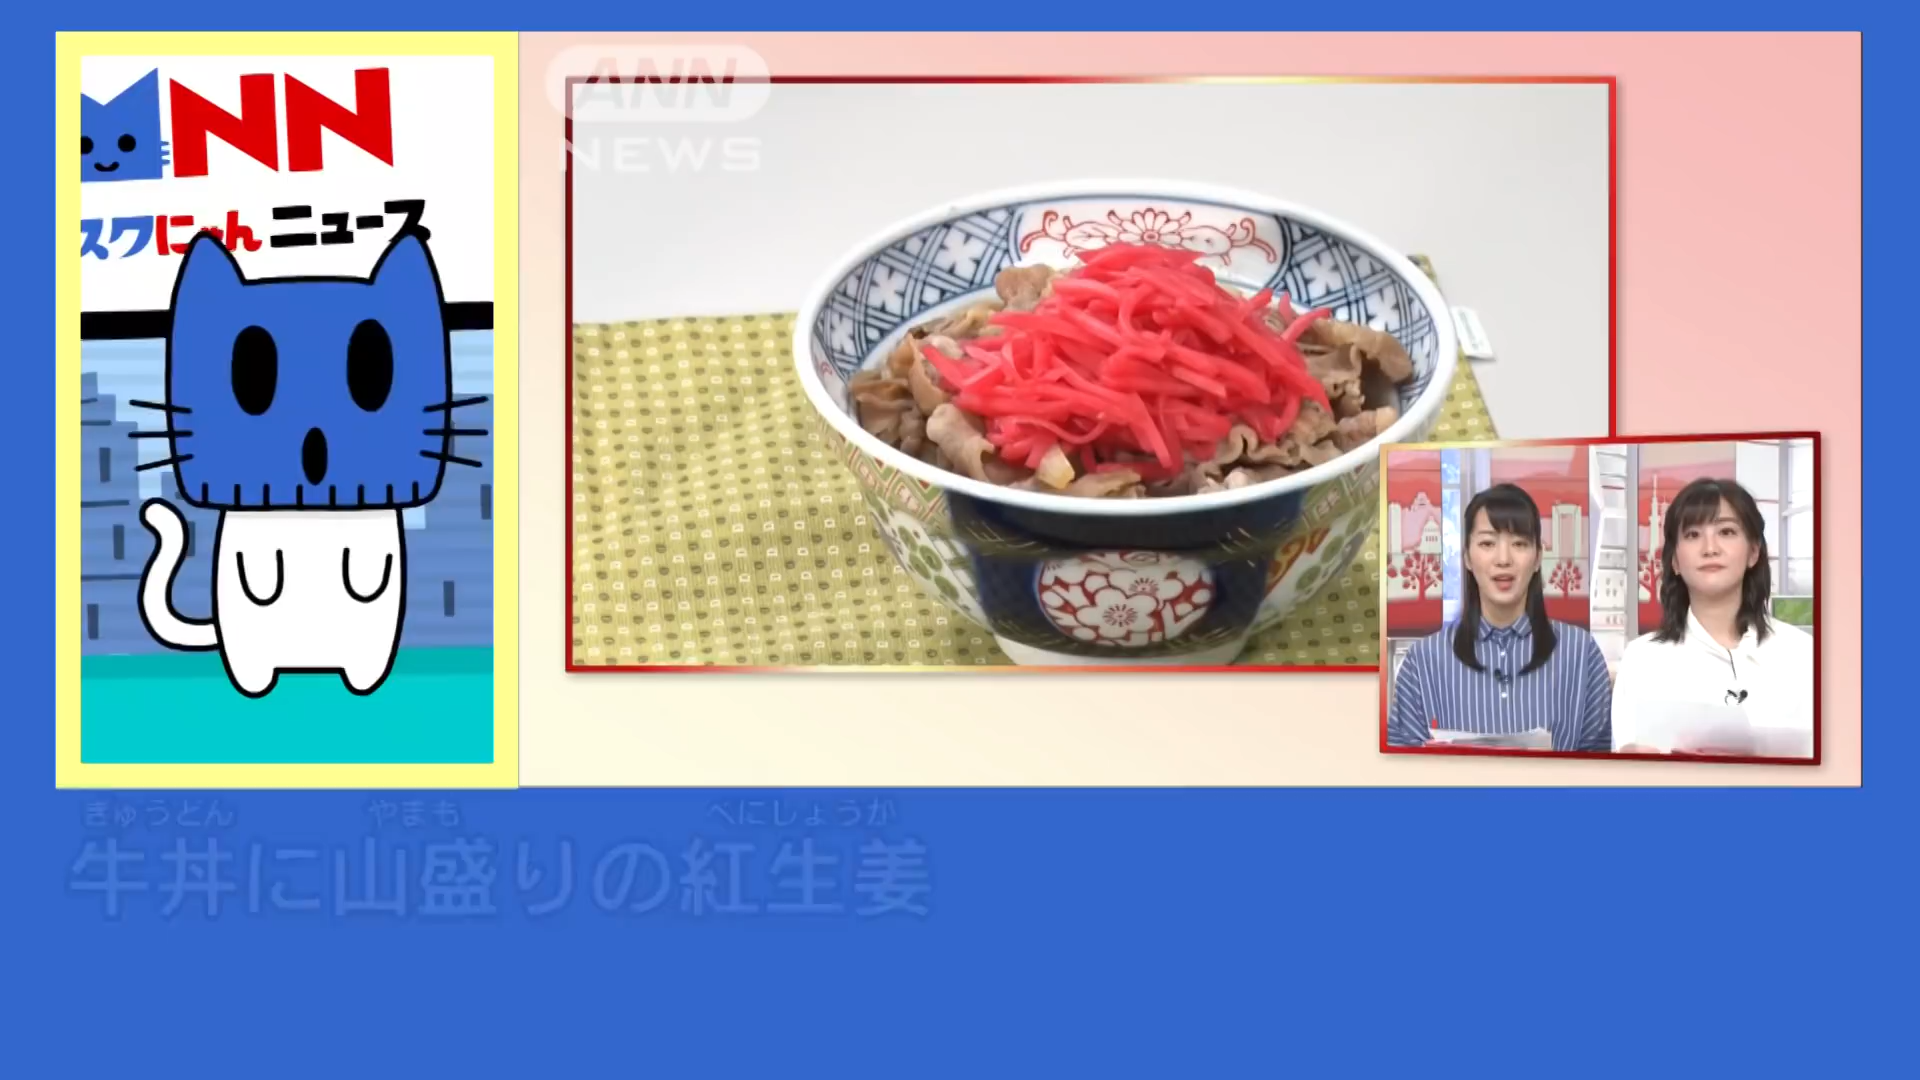 NN
スクにゃん ニュース
ANN
NEWS
ぎゅうどん やまも べにしょうが
牛丼に山盛りの紅生姜